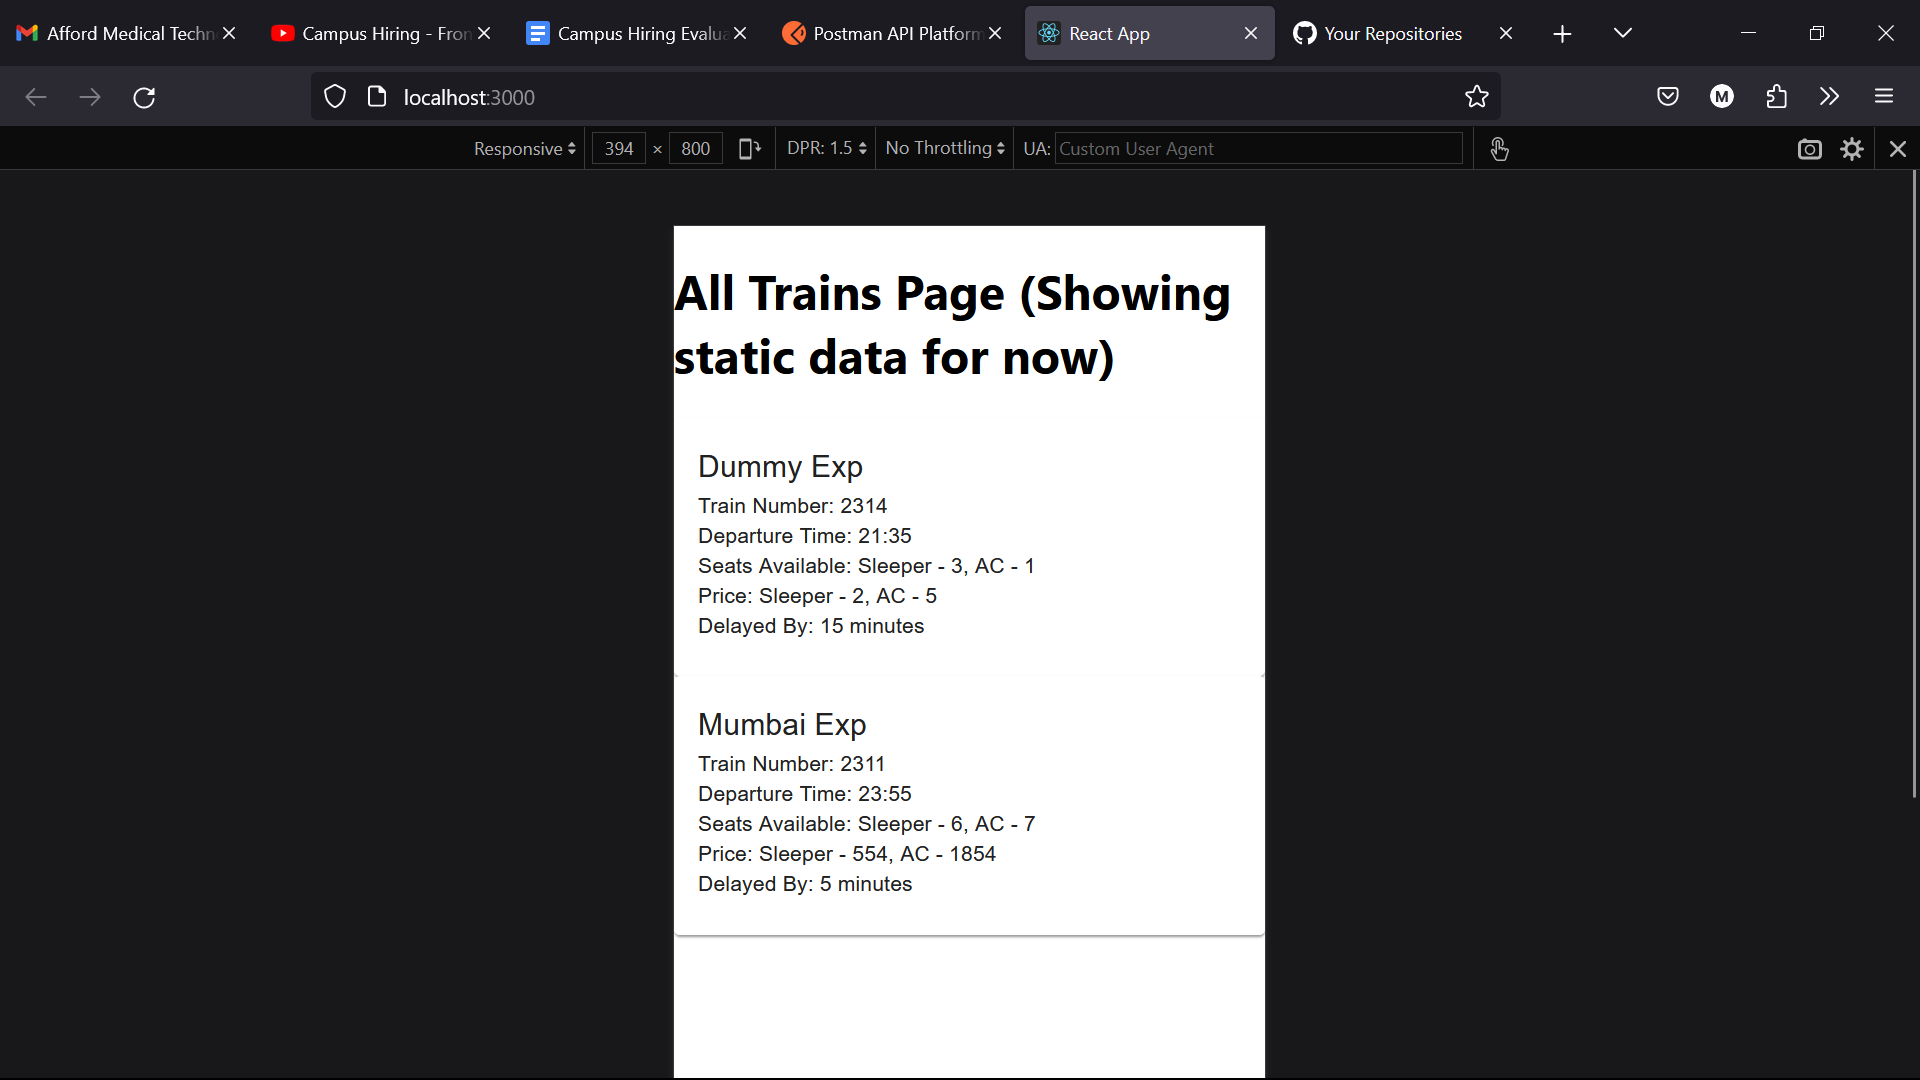 Afford Medical Techn
Campus Hiring - Fron
Campus Hiring Evalua
Postman API Platform
React App
Your Repositories
localhost:3000
M
Responsive
394 × 800
DPR: 1.5
No Throttling
UA: Custom User Agent
All Trains Page (Showing
static data for now)
Dummy Exp
Train Number: 2314
Departure Time: 21:35
Seats Available: Sleeper - 3, AC - 1
Price: Sleeper - 2, AC - 5
Delayed By: 15 minutes
Mumbai Exp
Train Number: 2311
Departure Time: 23:55
Seats Available: Sleeper - 6, AC - 7
Price: Sleeper - 554, AC - 1854
Delayed By: 5 minutes